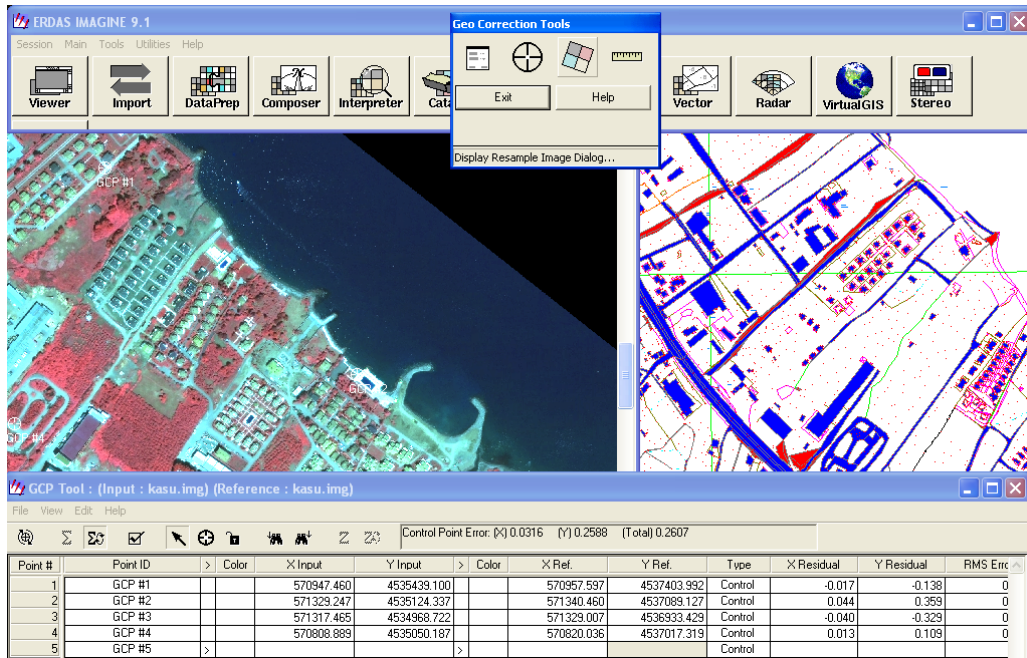 ERDAS IMAGINE 9.1
Session Main Tools Utilities Help
Viewer Import DataPrep Composer Interpreter Vector Radar VirtualGIS Stereo
Geo Correction Tools
Exit Help
Display Resample Image Dialog...
GCP #1
GCP #4
GCP Tool : (Input : kasu.img) (Reference : kasu.img)
File View Edit Help
Control Point Error: (X) 0.0316 (Y) 0.2588 (Total) 0.2607
Point # Point ID > Color X Input Y Input > Color X Ref. Y Ref. Type X Residual Y Residual RMS Erro
1 GCP #1 570947.460 4535439.100 570957.597 4537403.992 Control -0.017 -0.138 0
2 GCP #2 571329.247 4535124.337 571340.460 4537089.127 Control 0.044 0.359 0
3 GCP #3 571317.465 4534968.722 571329.007 4536933.429 Control -0.040 -0.329 0
4 GCP #4 570808.889 4535050.187 570820.036 4537017.319 Control 0.013 0.109 0
5 GCP #5 > > Control